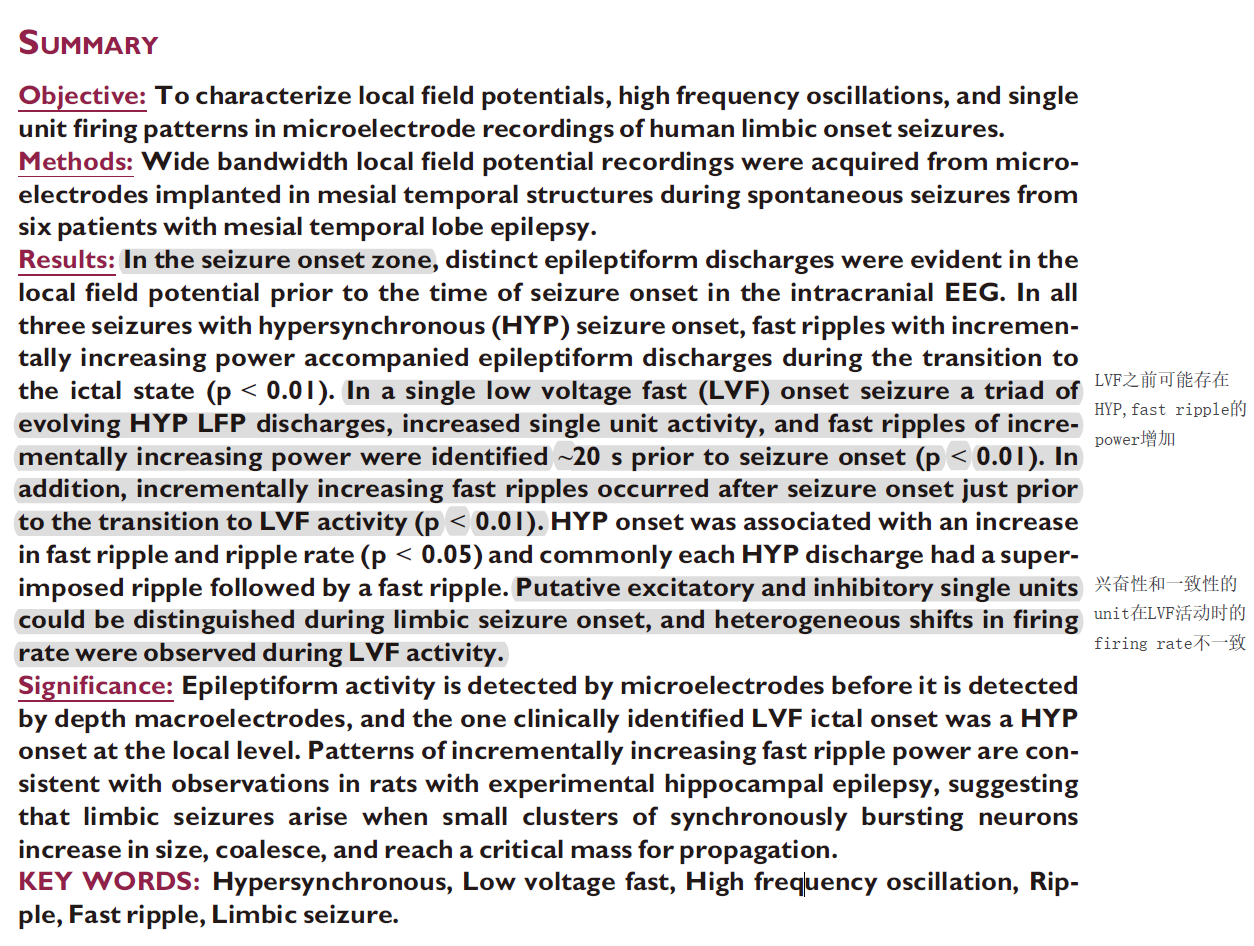 SUMMARY
Objective: To characterize local field potentials, high frequency oscillations, and single
unit firing patterns in microelectrode recordings of human limbic onset seizures.
Methods: Wide bandwidth local field potential recordings were acquired from micro-
electrodes implanted in mesial temporal structures during spontaneous seizures from
six patients with mesial temporal lobe epilepsy.
Results: In the seizure onset zone, distinct epileptiform discharges were evident in the
local field potential prior to the time of seizure onset in the intracranial EEG. In all
three seizures with hypersynchronous (HYP) seizure onset, fast ripples with incremen-
tally increasing power accompanied epileptiform discharges during the transition to
the ictal state (p < 0.01). In a single low voltage fast (LVF) onset seizure a triad of
evolving HYP LFP discharges, increased single unit activity, and fast ripples of incre-
mentally increasing power were identified ~20 s prior to seizure onset (p < 0.01). In
addition, incrementally increasing fast ripples occurred after seizure onset just prior
to the transition to LVF activity (p < 0.01). HYP onset was associated with an increase
in fast ripple and ripple rate (p < 0.05) and commonly each HYP discharge had a super-
imposed ripple followed by a fast ripple. Putative excitatory and inhibitory single units
could be distinguished during limbic seizure onset, and heterogeneous shifts in firing
rate were observed during LVF activity.
Significance: Epileptiform activity is detected by microelectrodes before it is detected
by depth macroelectrodes, and the one clinically identified LVF ictal onset was a HYP
onset at the local level. Patterns of incrementally increasing fast ripple power are con-
sistent with observations in rats with experimental hippocampal epilepsy, suggesting
that limbic seizures arise when small clusters of synchronously bursting neurons
increase in size, coalesce, and reach a critical mass for propagation.
KEY WORDS: Hypersynchronous, Low voltage fast, High frequency oscillation, Rip-
ple, Fast ripple, Limbic seizure.
LVF之前可能存在
HYP,fast ripple的
power增加
兴奋性和一致性的
unit在LVF活动时的
firing rate不一致